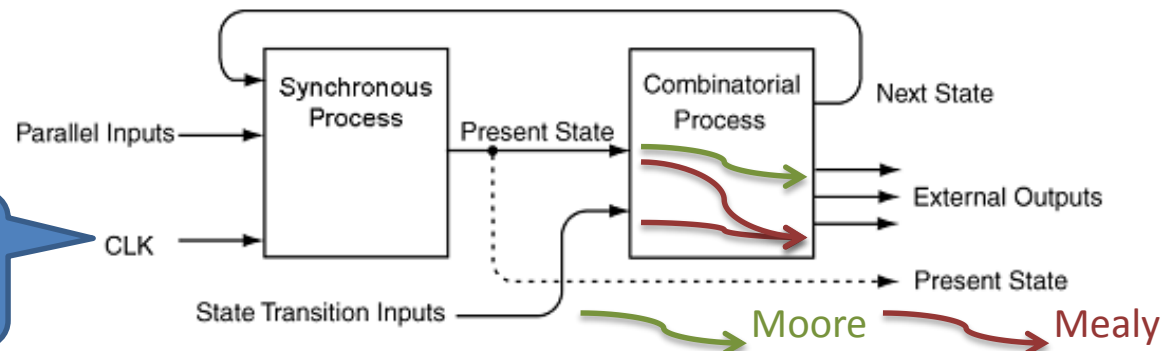 Synchronous
Process
Combinatorial
Process
Next State
Parallel Inputs
Present State
External Outputs
CLK
Present State
State Transition Inputs
Moore
Mealy